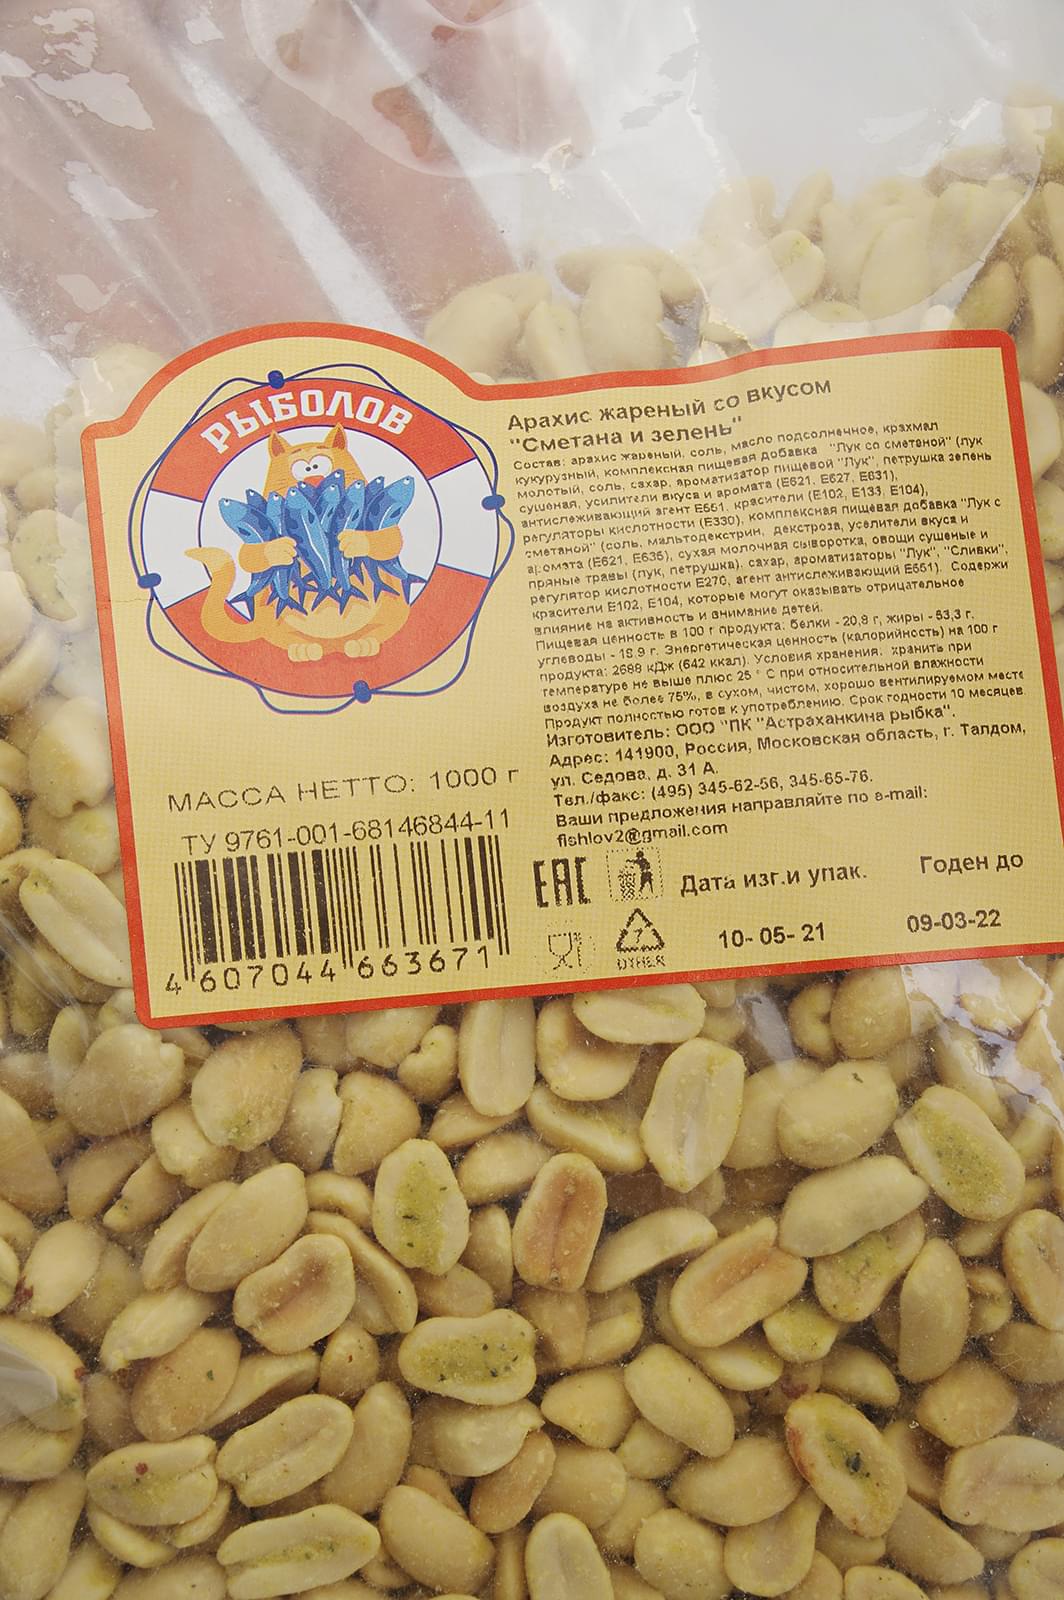 РЫБОЛОВ
Арахис жареный со вкусом
"Сметана и зелень"
Состав: арахис жареный, соль, масло подсолнечное, крахмал
кукурузный, комплексная пищевая добавка "Лук со сметаной" (лук
молотый, соль, сахар, ароматизатор пищевой "Лук", петрушка зелень
сушеная, усилители вкуса и аромата (Е621, Е627, Е631),
антислеживающий агент Е551, красители (Е102, Е133, Е104),
регуляторы кислотности (Е330), комплексная пищевая добавка "Лук с
сметаной" (соль, мальтодекстрин, декстроза, усилители вкуса и
аромата (Е621, Е635), сухая молочная сыворотка, овощи сушеные и
пряные травы (лук, петрушка), сахар, ароматизаторы "Лук", "Сливки",
регулятор кислотности Е270, агент антислеживающий Е551). Содержи
красители Е102, Е104, которые могут оказывать отрицательное
влияние на активность и внимание детей.
Пищевая ценность в 100 г продукта: белки - 20,8 г, жиры - 53,3 г,
углеводы - 18,9 г. Энергетическая ценность (калорийность) на 100 г
продукта: 2688 кДж (642 ккал). Условия хранения: хранить при
температуре не выше плюс 25 ° С при относительной влажности
воздуха не более 75%, в сухом, чистом, хорошо вентилируемом месте
Продукт полностью готов к употреблению. Срок годности 10 месяцев.
Изготовитель: ООО "ПК "Астраханкина рыбка".
Адрес: 141900, Россия, Московская область, г. Талдом,
ул. Седова, д. 31 А.
Тел./факс: (495) 345-62-56, 345-65-76.
Ваши предложения направляйте по e-mail:
fishlov2@gmail.com
МАССА НЕТТО: 1000 г
ТУ 9761-001-68146844-11
4 607044 663671
EAC
7
OTHER
Дата изг.и упак.
Годен до
10- 05- 21
09-03-22